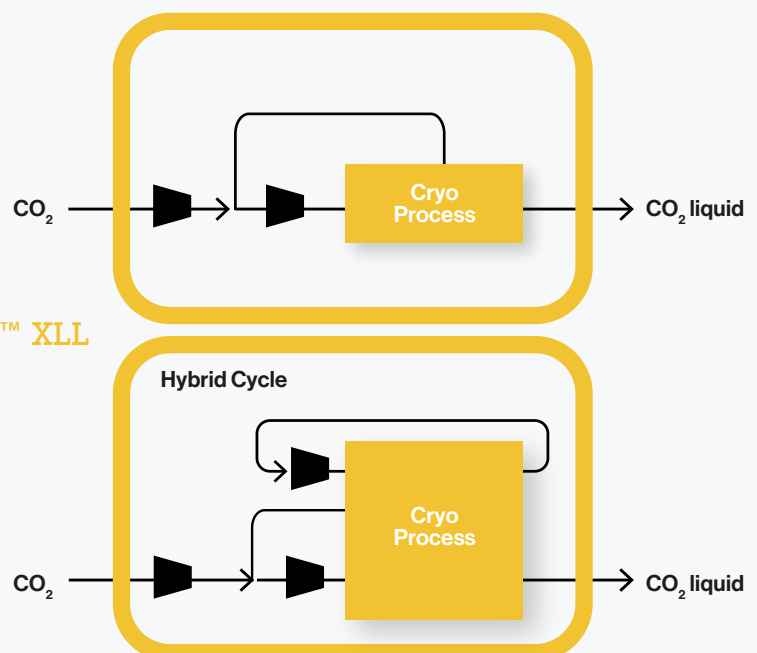 CO₂
Cryo
Process
CO₂ liquid
™ XLL
Hybrid Cycle
Cryo
Process
CO₂
CO₂ liquid